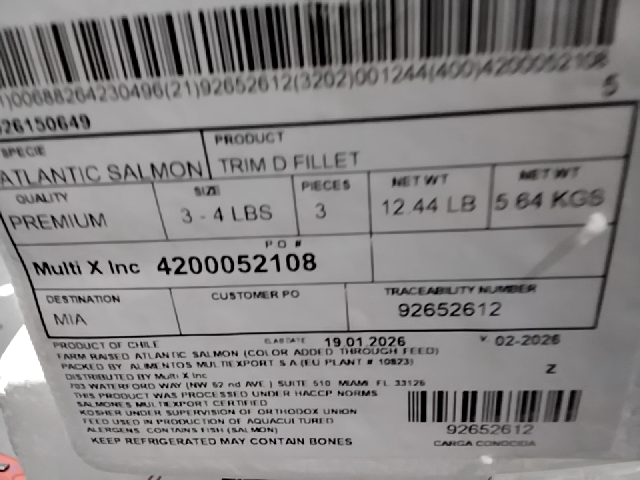 )00688264230496(21)92652612(3202)001244(400)4200052108
5
26150649
SPECIE PRODUCT
ATLANTIC SALMON TRIM D FILLET
QUALITY SIZE PIECES NET WT NET WT
PREMIUM 3 - 4 LBS 3 12.44 LB 5.64 KGS
PO #
Multi X Inc 4200052108
DESTINATION CUSTOMER PO TRACEABILITY NUMBER
MIA 92652612
PRODUCT OF CHILE 19.01.2026 V 02-2026
FARM RAISED ATLANTIC SALMON (COLOR ADDED THROUGH FEED)
PACKED BY ALIMENTOS MULTIEXPORT S A (EU PLANT # 10823) Z
DISTRIBUTED BY Multi X Inc
703 WATERFORD WAY (NW 62 nd AVE ) SUITE 510 MIAMI FL 33126
THIS PRODUCT WAS PROCESSED UNDER HACCP NORMS
SALMONES MULTIEXPORT CERTIFIED
KOSHER UNDER SUPERVISION OF ORTHODOX UNION
FEED USED IN PRODUCTION OF AQUACULTURED
ALERGENS CONTAINS FISH (SALMON)
KEEP REFRIGERATED MAY CONTAIN BONES
92652612
CARGA CONOCIDA